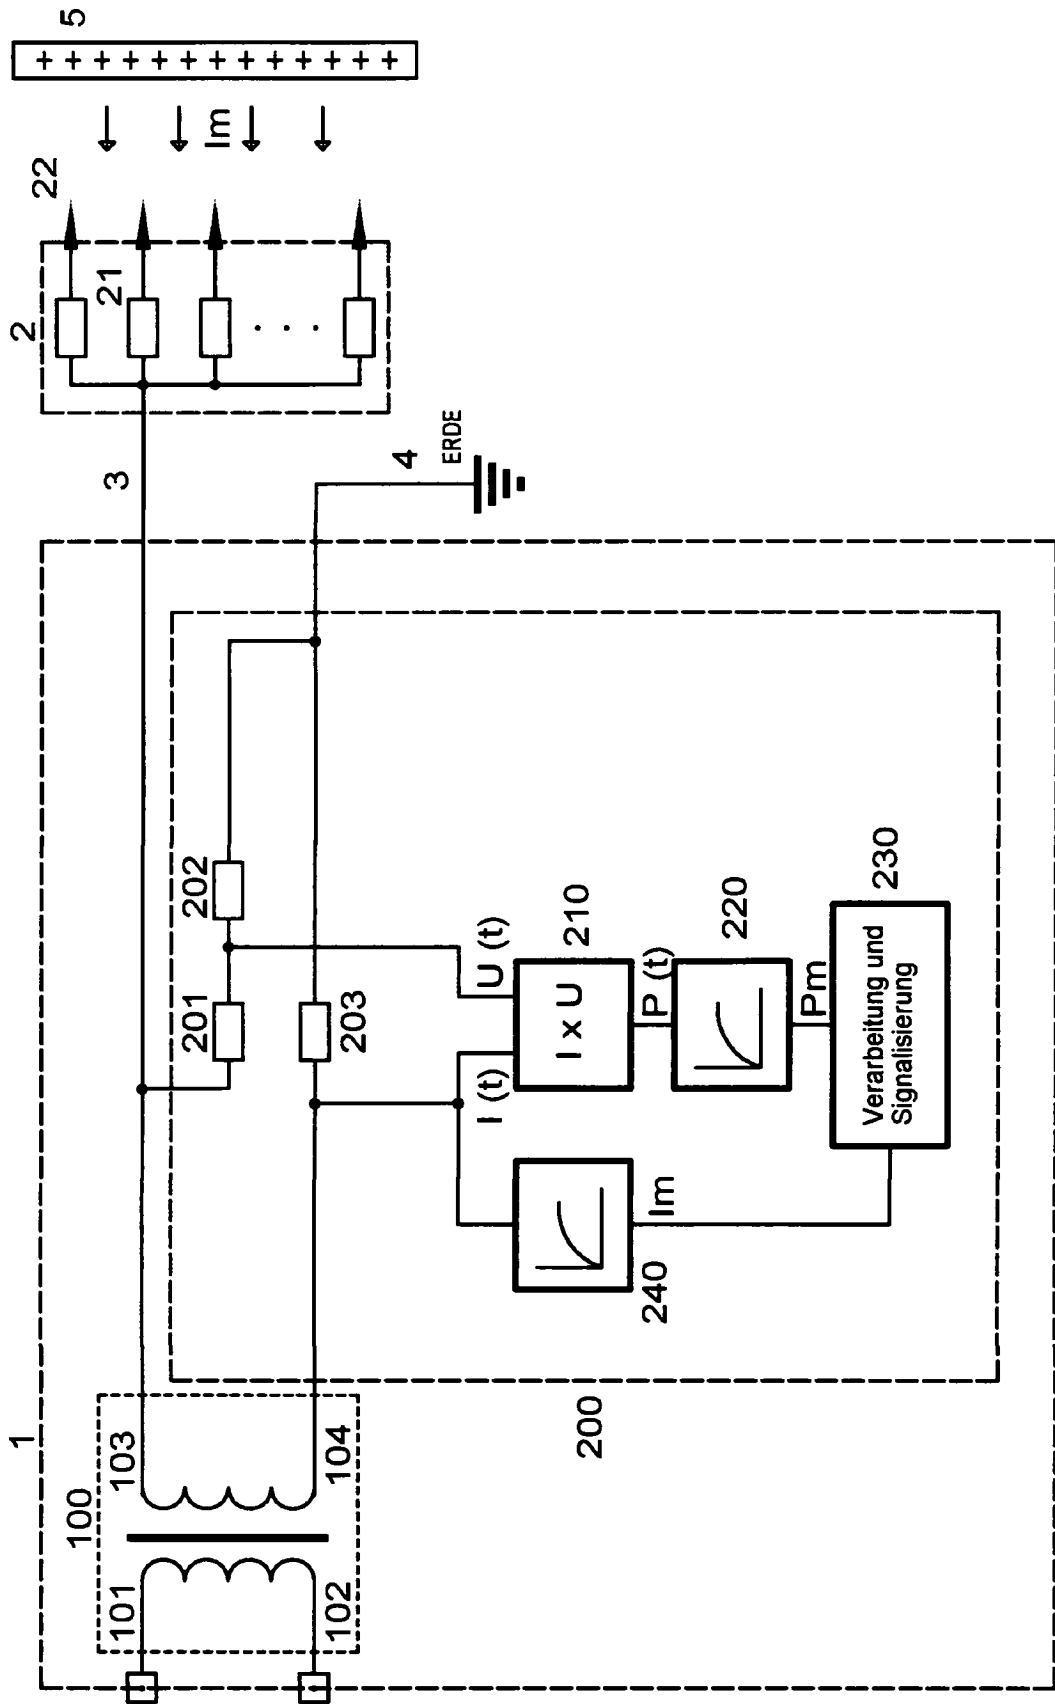 1
100
101
102
103
104
200
201
202
203
U (t)
I (t)
I x U
210
P (t)
220
Pm
230
Verarbeitung und
Signalisierung
240
Im
3
4
ERDE
2
21
22
Im
5
+ + + + + + + + + + + + +